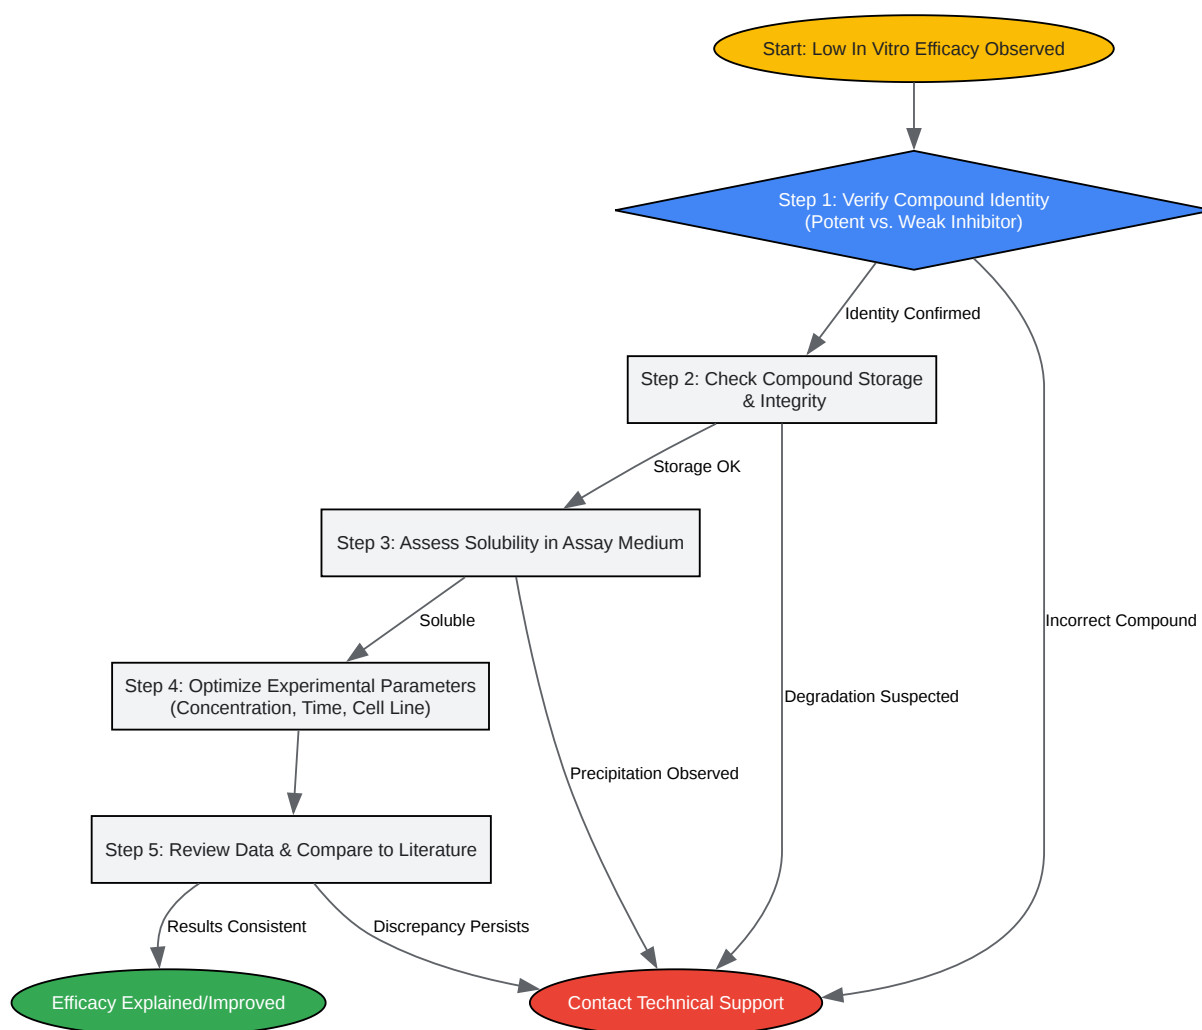 Start: Low In Vitro Efficacy Observed
Step 1: Verify Compound Identity
(Potent vs. Weak Inhibitor)
Identity Confirmed
Step 2: Check Compound Storage
& Integrity
Storage OK
Step 3: Assess Solubility in Assay Medium
Soluble
Incorrect Compound
Step 4: Optimize Experimental Parameters
(Concentration, Time, Cell Line)
Degradation Suspected
Precipitation Observed
Step 5: Review Data & Compare to Literature
Results Consistent
Discrepancy Persists
Efficacy Explained/Improved
Contact Technical Support